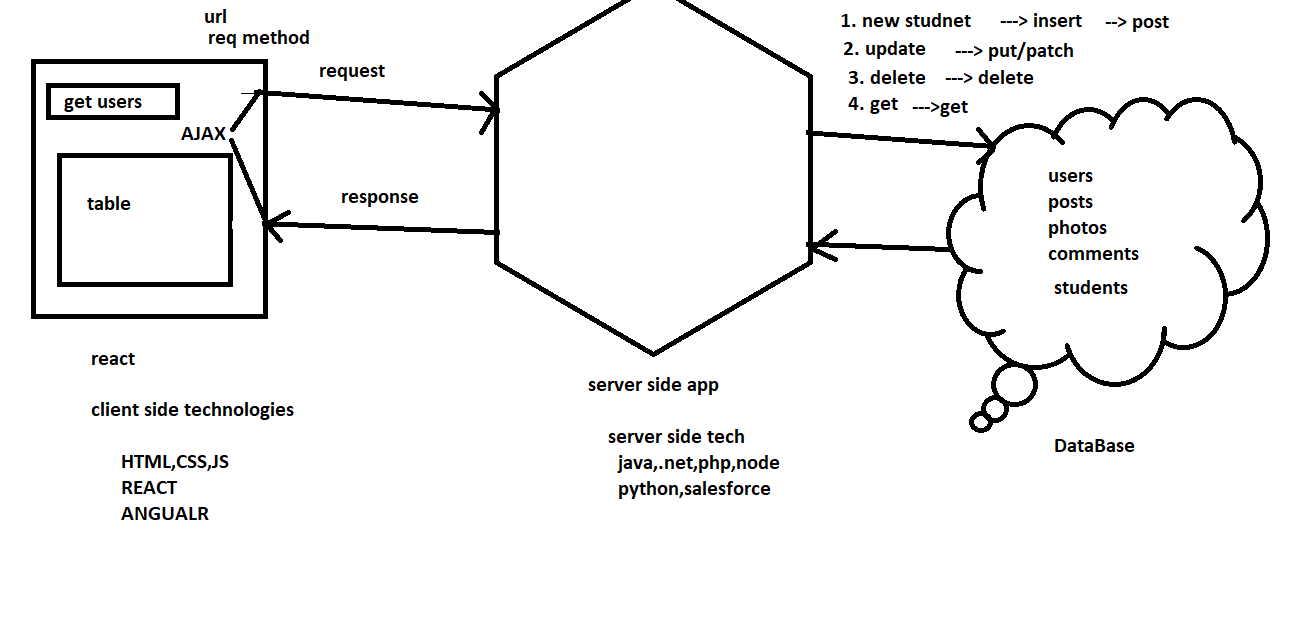 url
req method
request
get users
AJAX
table
response
react
client side technologies
HTML,CSS,JS
REACT
ANGUALR
server side app
server side tech
java,.net,php,node
python,salesforce
1. new studnet ---> insert --> post
2. update ---> put/patch
3. delete ---> delete
4. get --->get
users
posts
photos
comments
students
DataBase